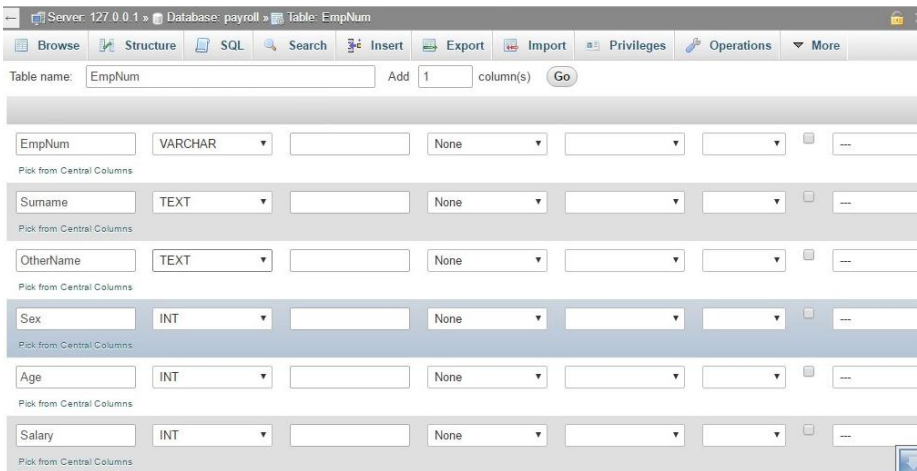 ← Server: 127.0.0.1 » Database: payroll » Table: EmpNum
Browse Structure SQL Search Insert Export Import Privileges Operations ▼ More
Table name: EmpNum Add 1 column(s) Go
EmpNum VARCHAR None ---
Pick from Central Columns
Surname TEXT None ---
Pick from Central Columns
OtherName TEXT None ---
Pick from Central Columns
Sex INT None ---
Pick from Central Columns
Age INT None ---
Pick from Central Columns
Salary INT None ---
Pick from Central Columns